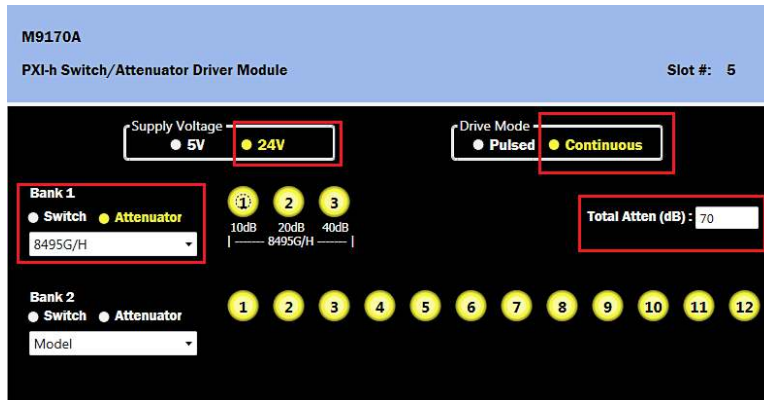 M9170A
PXI-h Switch/Attenuator Driver Module Slot #: 5
Supply Voltage
5V 24V
Drive Mode
Pulsed Continuous
Bank 1
Switch Attenuator
8495G/H
1 2 3
10dB 20dB 40dB
8495G/H
Total Atten (dB) : 70
Bank 2
Switch Attenuator
Model
1 2 3 4 5 6 7 8 9 10 11 12